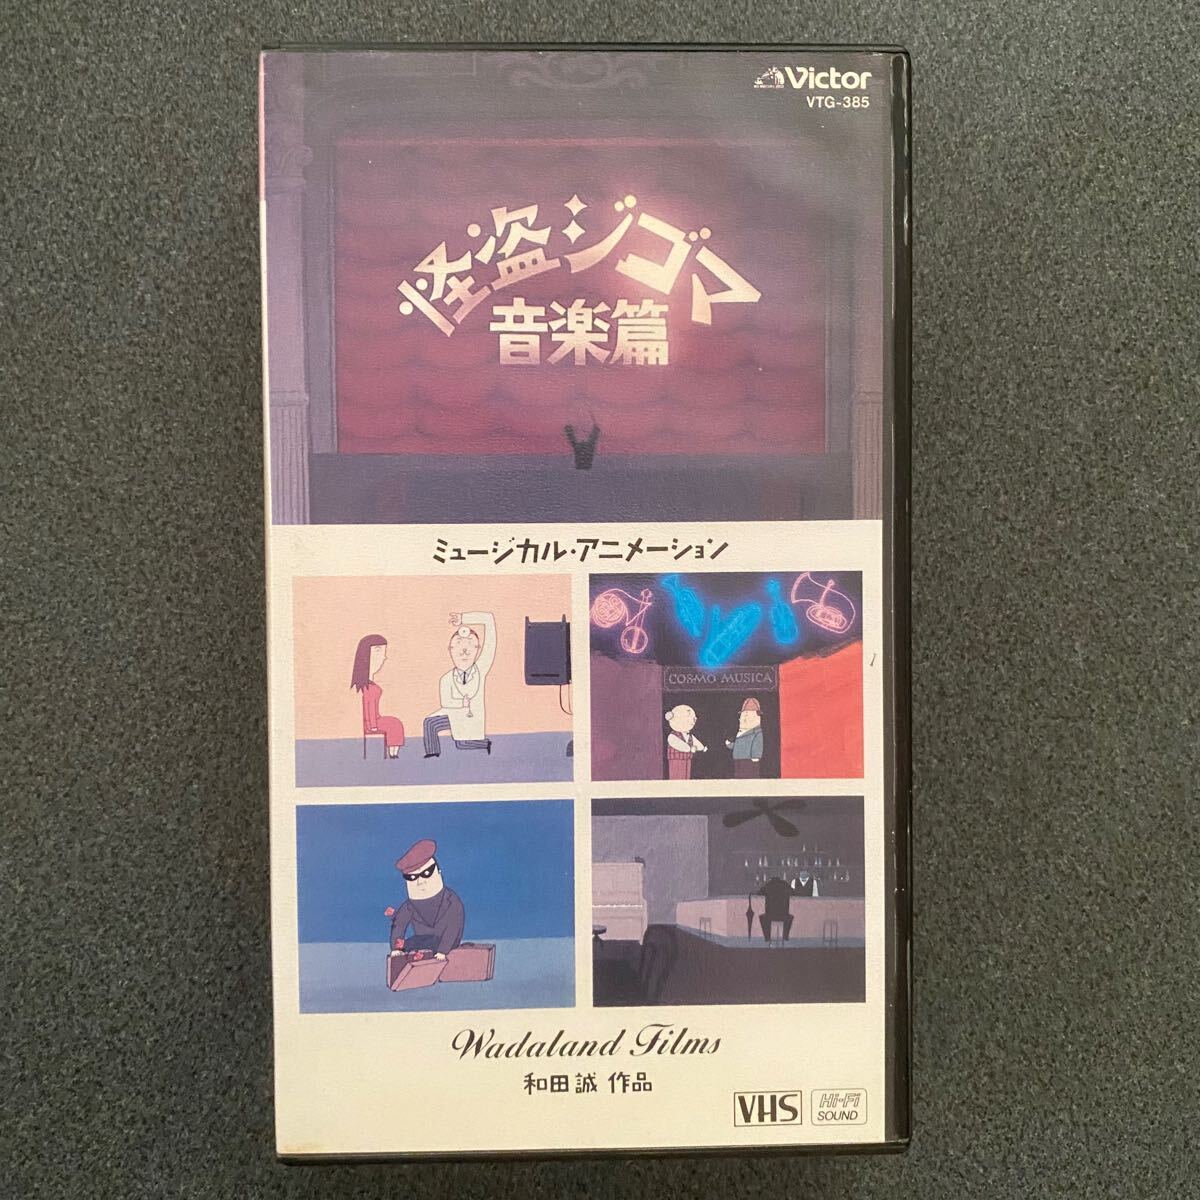 Victor
VTG-385
怪盗ジゴマ
音楽篇
ミュージカル・アニメーション
COSMO MUSICA
Wadaland Films
和田誠 作品
VHS
Hi-Fi
SOUND